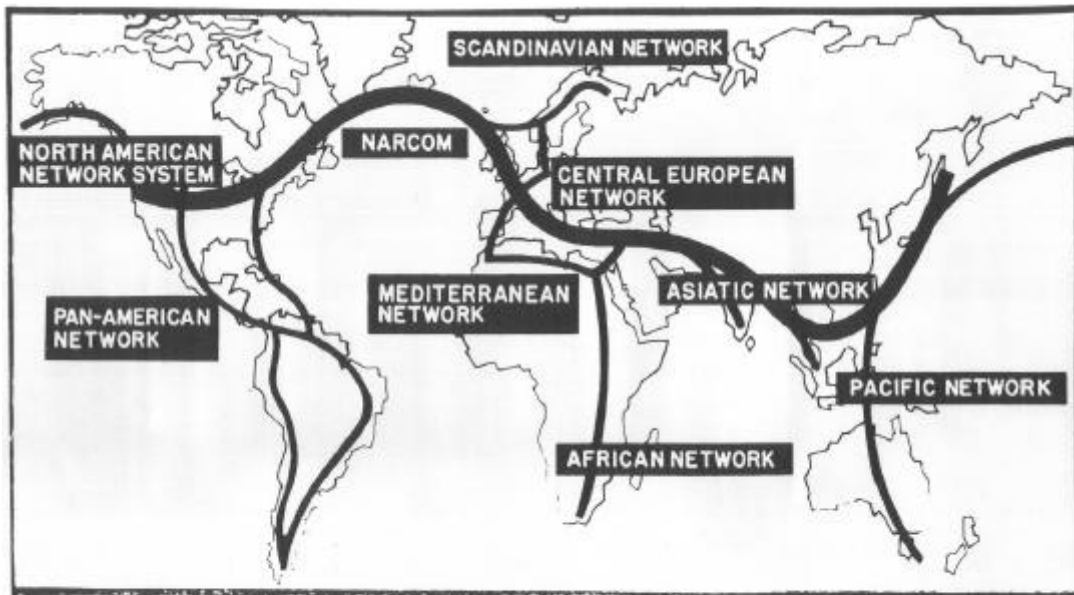 SCANDINAVIAN NETWORK
NORTH AMERICAN
NETWORK SYSTEM
NARCOM
CENTRAL EUROPEAN
NETWORK
MEDITERRANEAN
NETWORK
ASIATIC NETWORK
PAN-AMERICAN
NETWORK
PACIFIC NETWORK
AFRICAN NETWORK